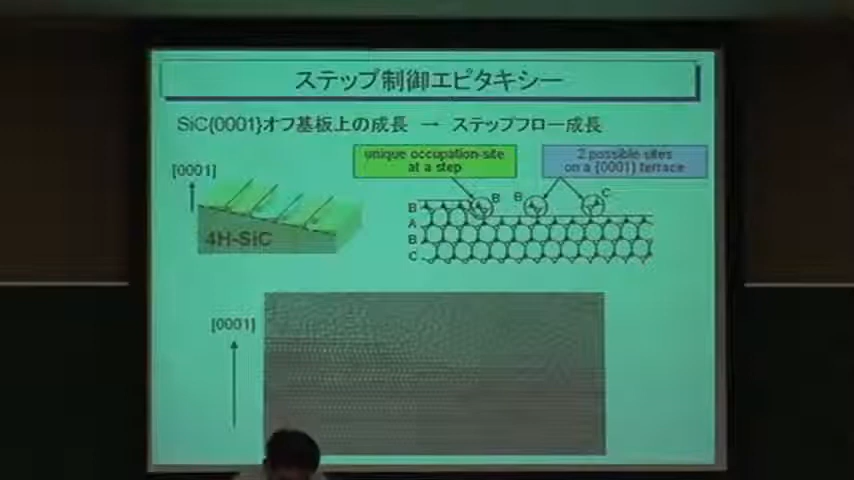 ステップ制御エピタキシー
SiC{0001}オフ基板上の成長 → ステップフロー成長
unique occupation-site
at a step
2 possible sites
on a {0001} terrace
[0001]
4H-SiC
B
B
C
B
A
B
C
[0001]